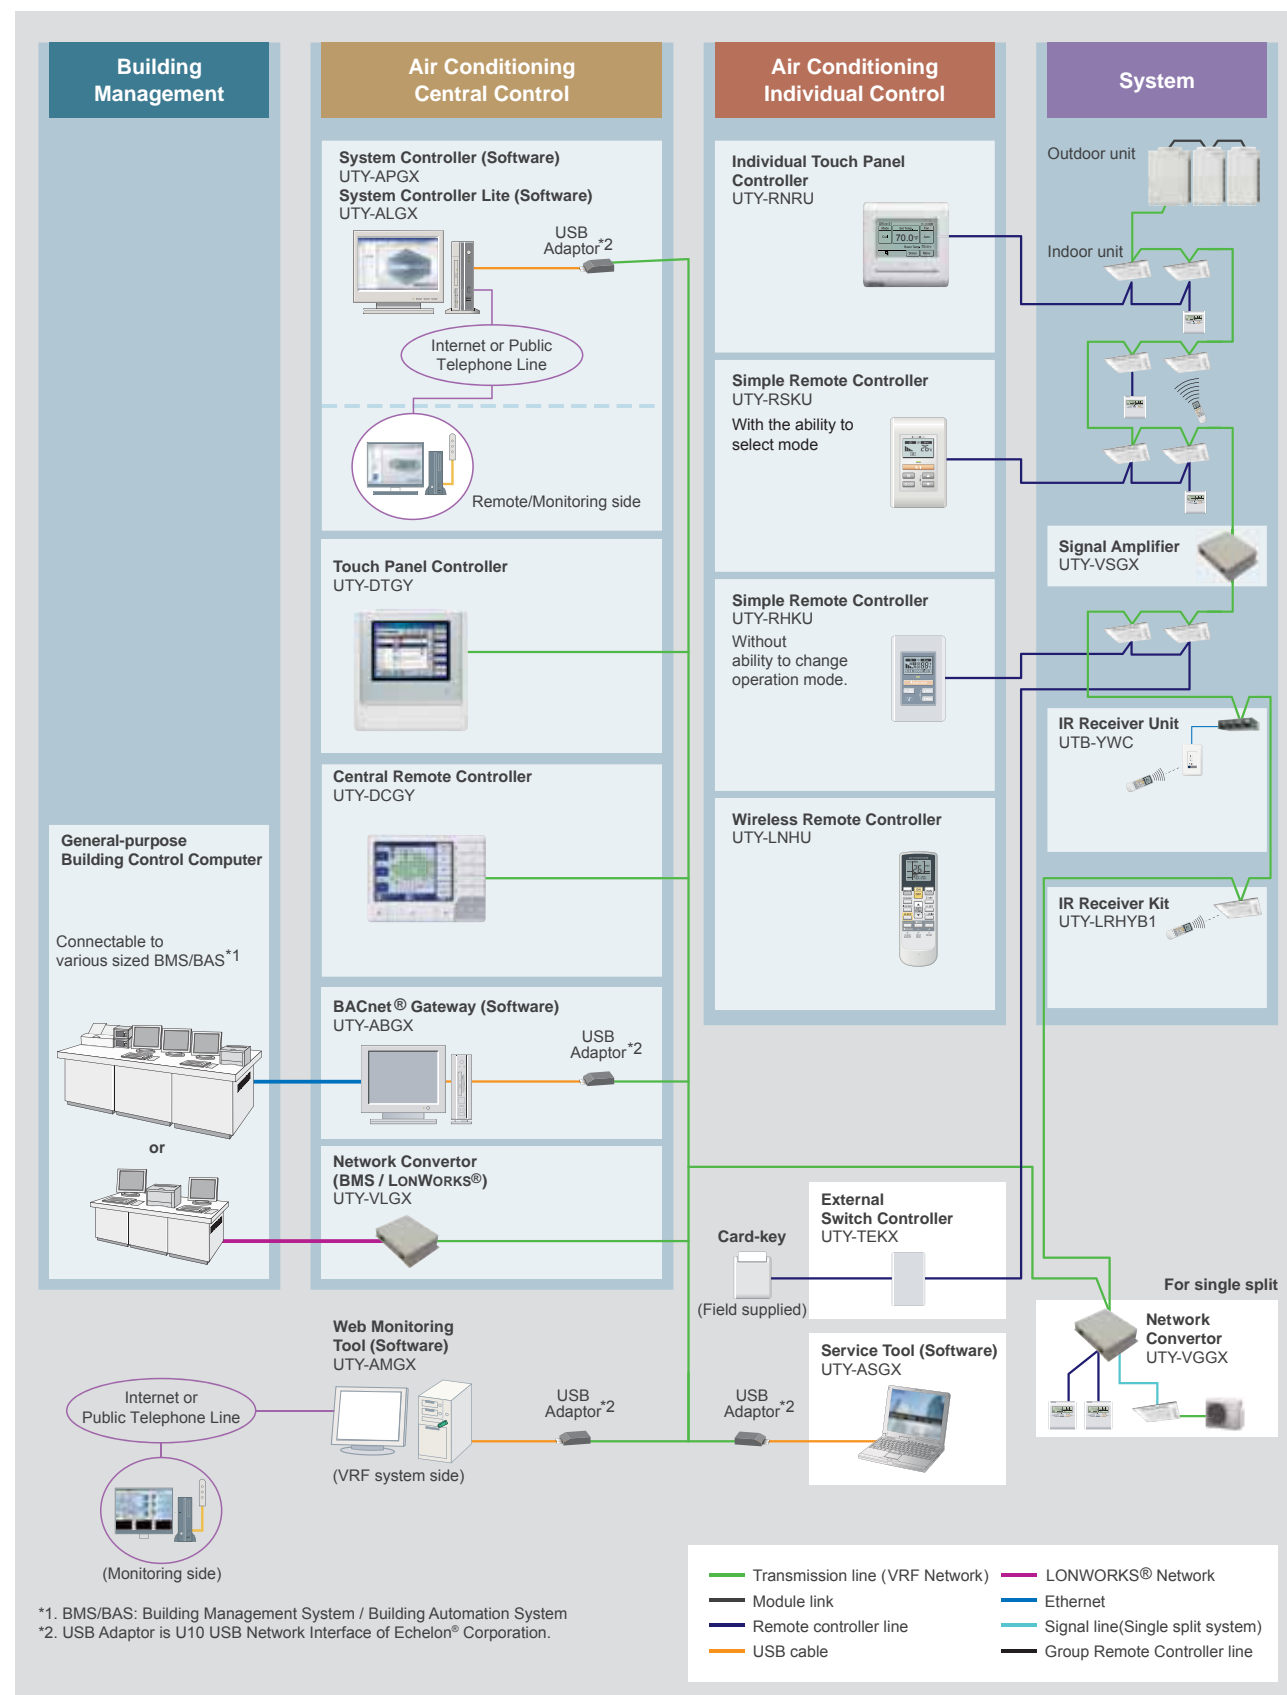 Building
Management
Air Conditioning
Central Control
Air Conditioning
Individual Control
System
System Controller (Software)
UTY-APGX
System Controller Lite (Software)
UTY-ALGX
USB
Adaptor*2
Internet or Public
Telephone Line
Remote/Monitoring side
Touch Panel Controller
UTY-DTGY
Central Remote Controller
UTY-DCGY
General-purpose
Building Control Computer
Connectable to
various sized BMS/BAS*1
or
BACnet® Gateway (Software)
UTY-ABGX
USB
Adaptor*2
Network Convertor
(BMS / LONWORKS®)
UTY-VLGX
Individual Touch Panel
Controller
UTY-RNRU
70.0
Simple Remote Controller
UTY-RSKU
With the ability to
select mode
Simple Remote Controller
UTY-RHKU
Without
ability to change
operation mode.
Wireless Remote Controller
UTY-LNHU
Outdoor unit
Indoor unit
Signal Amplifier
UTY-VSGX
IR Receiver Unit
UTB-YWC
IR Receiver Kit
UTY-LRHYB1
External
Switch Controller
UTY-TEKX
Card-key
(Field supplied)
For single split
Network
Convertor
UTY-VGGX
Web Monitoring
Tool (Software)
UTY-AMGX
(VRF system side)
USB
Adaptor*2
USB
Adaptor*2
Service Tool (Software)
UTY-ASGX
Internet or
Public Telephone Line
(Monitoring side)
*1. BMS/BAS: Building Management System / Building Automation System
*2. USB Adaptor is U10 USB Network Interface of Echelon® Corporation.
Transmission line (VRF Network)
Module link
Remote controller line
USB cable
LONWORKS® Network
Ethernet
Signal line(Single split system)
Group Remote Controller line